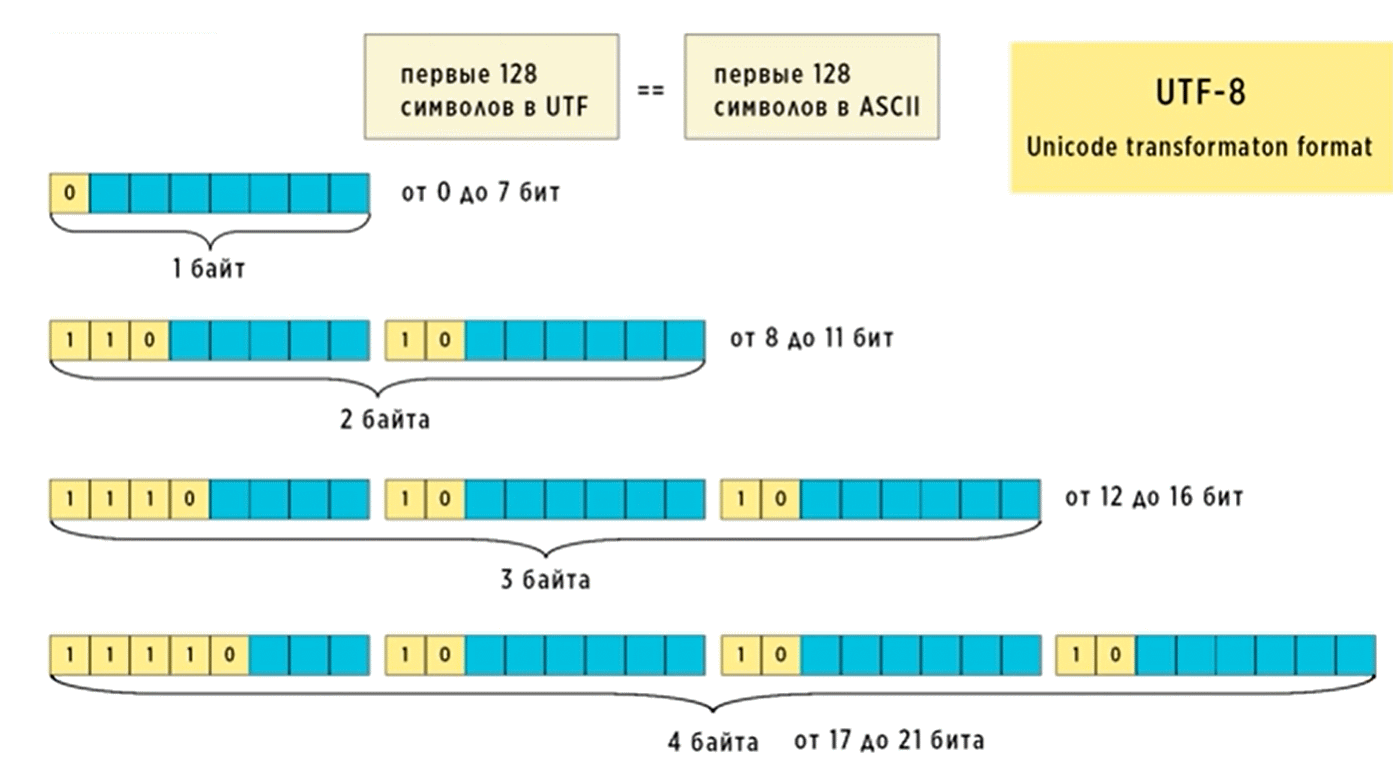 первые 128
символов в UTF
==
первые 128
символов в ASCII
UTF-8
Unicode transformaton format
0
от 0 до 7 бит
1 байт
1 1 0 1 0
от 8 до 11 бит
2 байта
1 1 1 0 1 0 1 0
от 12 до 16 бит
3 байта
1 1 1 1 0 1 0 1 0 1 0
4 байта от 17 до 21 бита